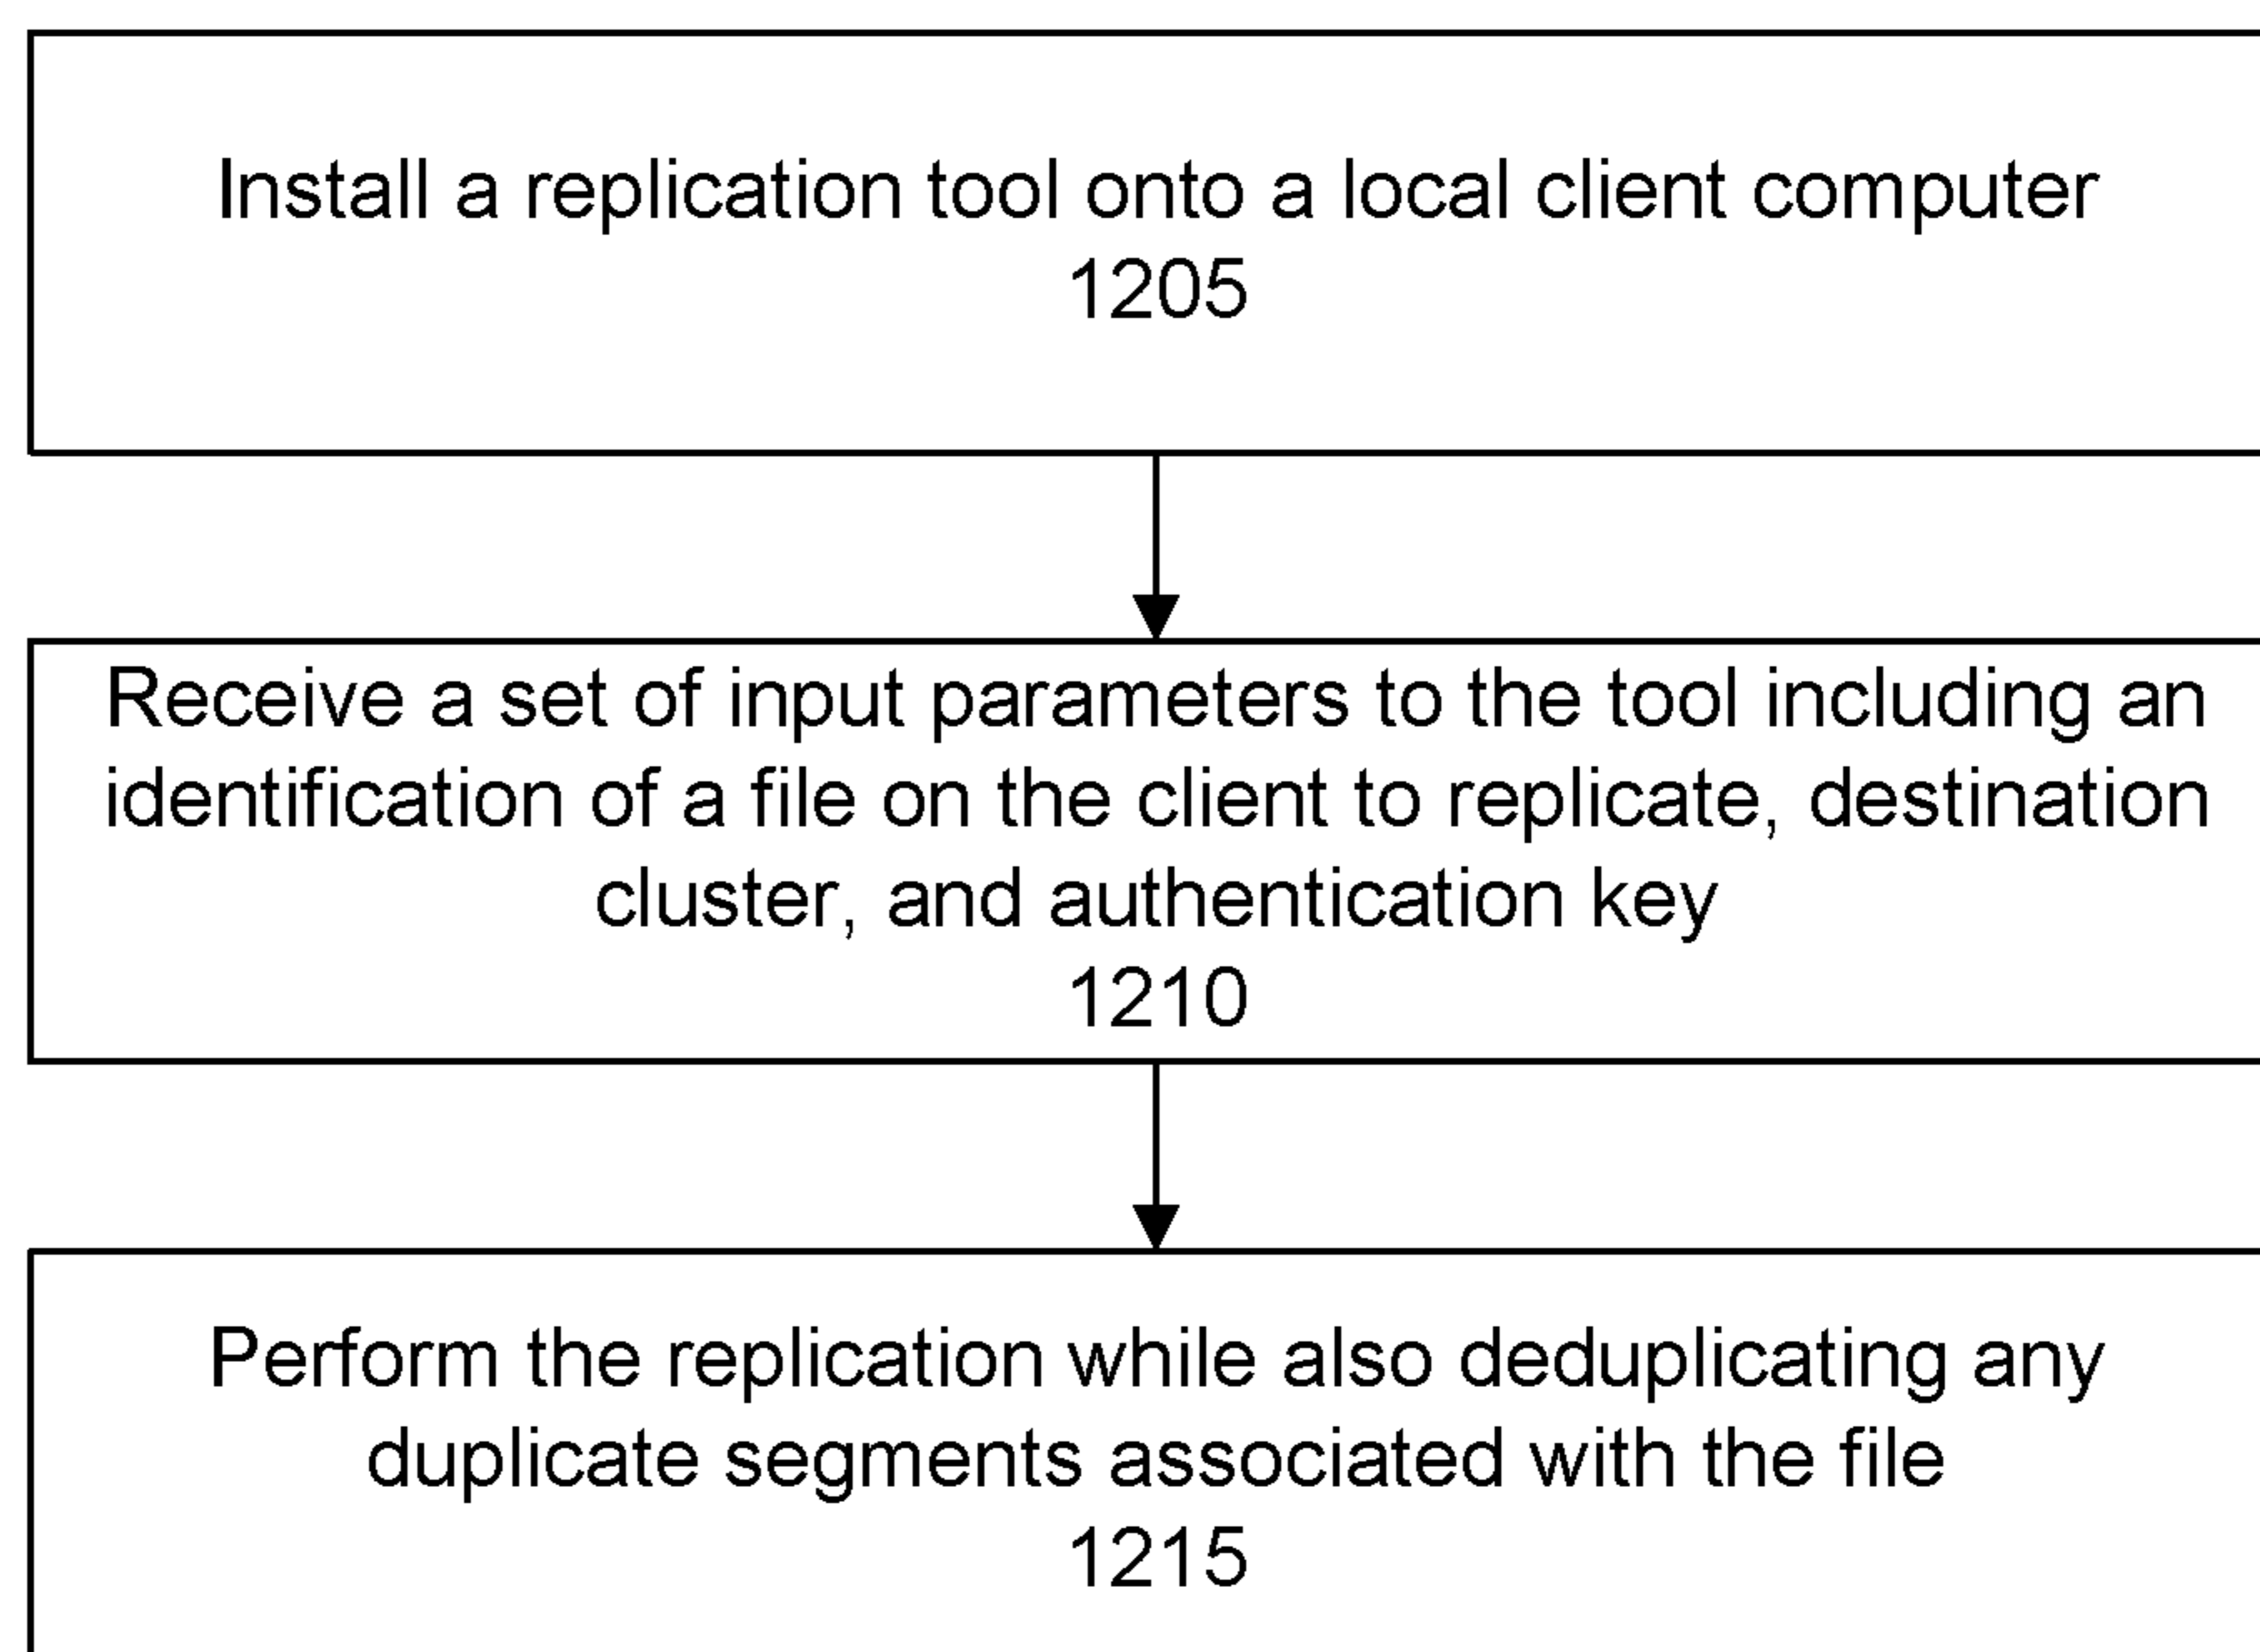 Install a replication tool onto a local client computer
1205
Receive a set of input parameters to the tool including an
identification of a file on the client to replicate, destination
cluster, and authentication key
1210
Perform the replication while also deduplicating any
duplicate segments associated with the file
1215